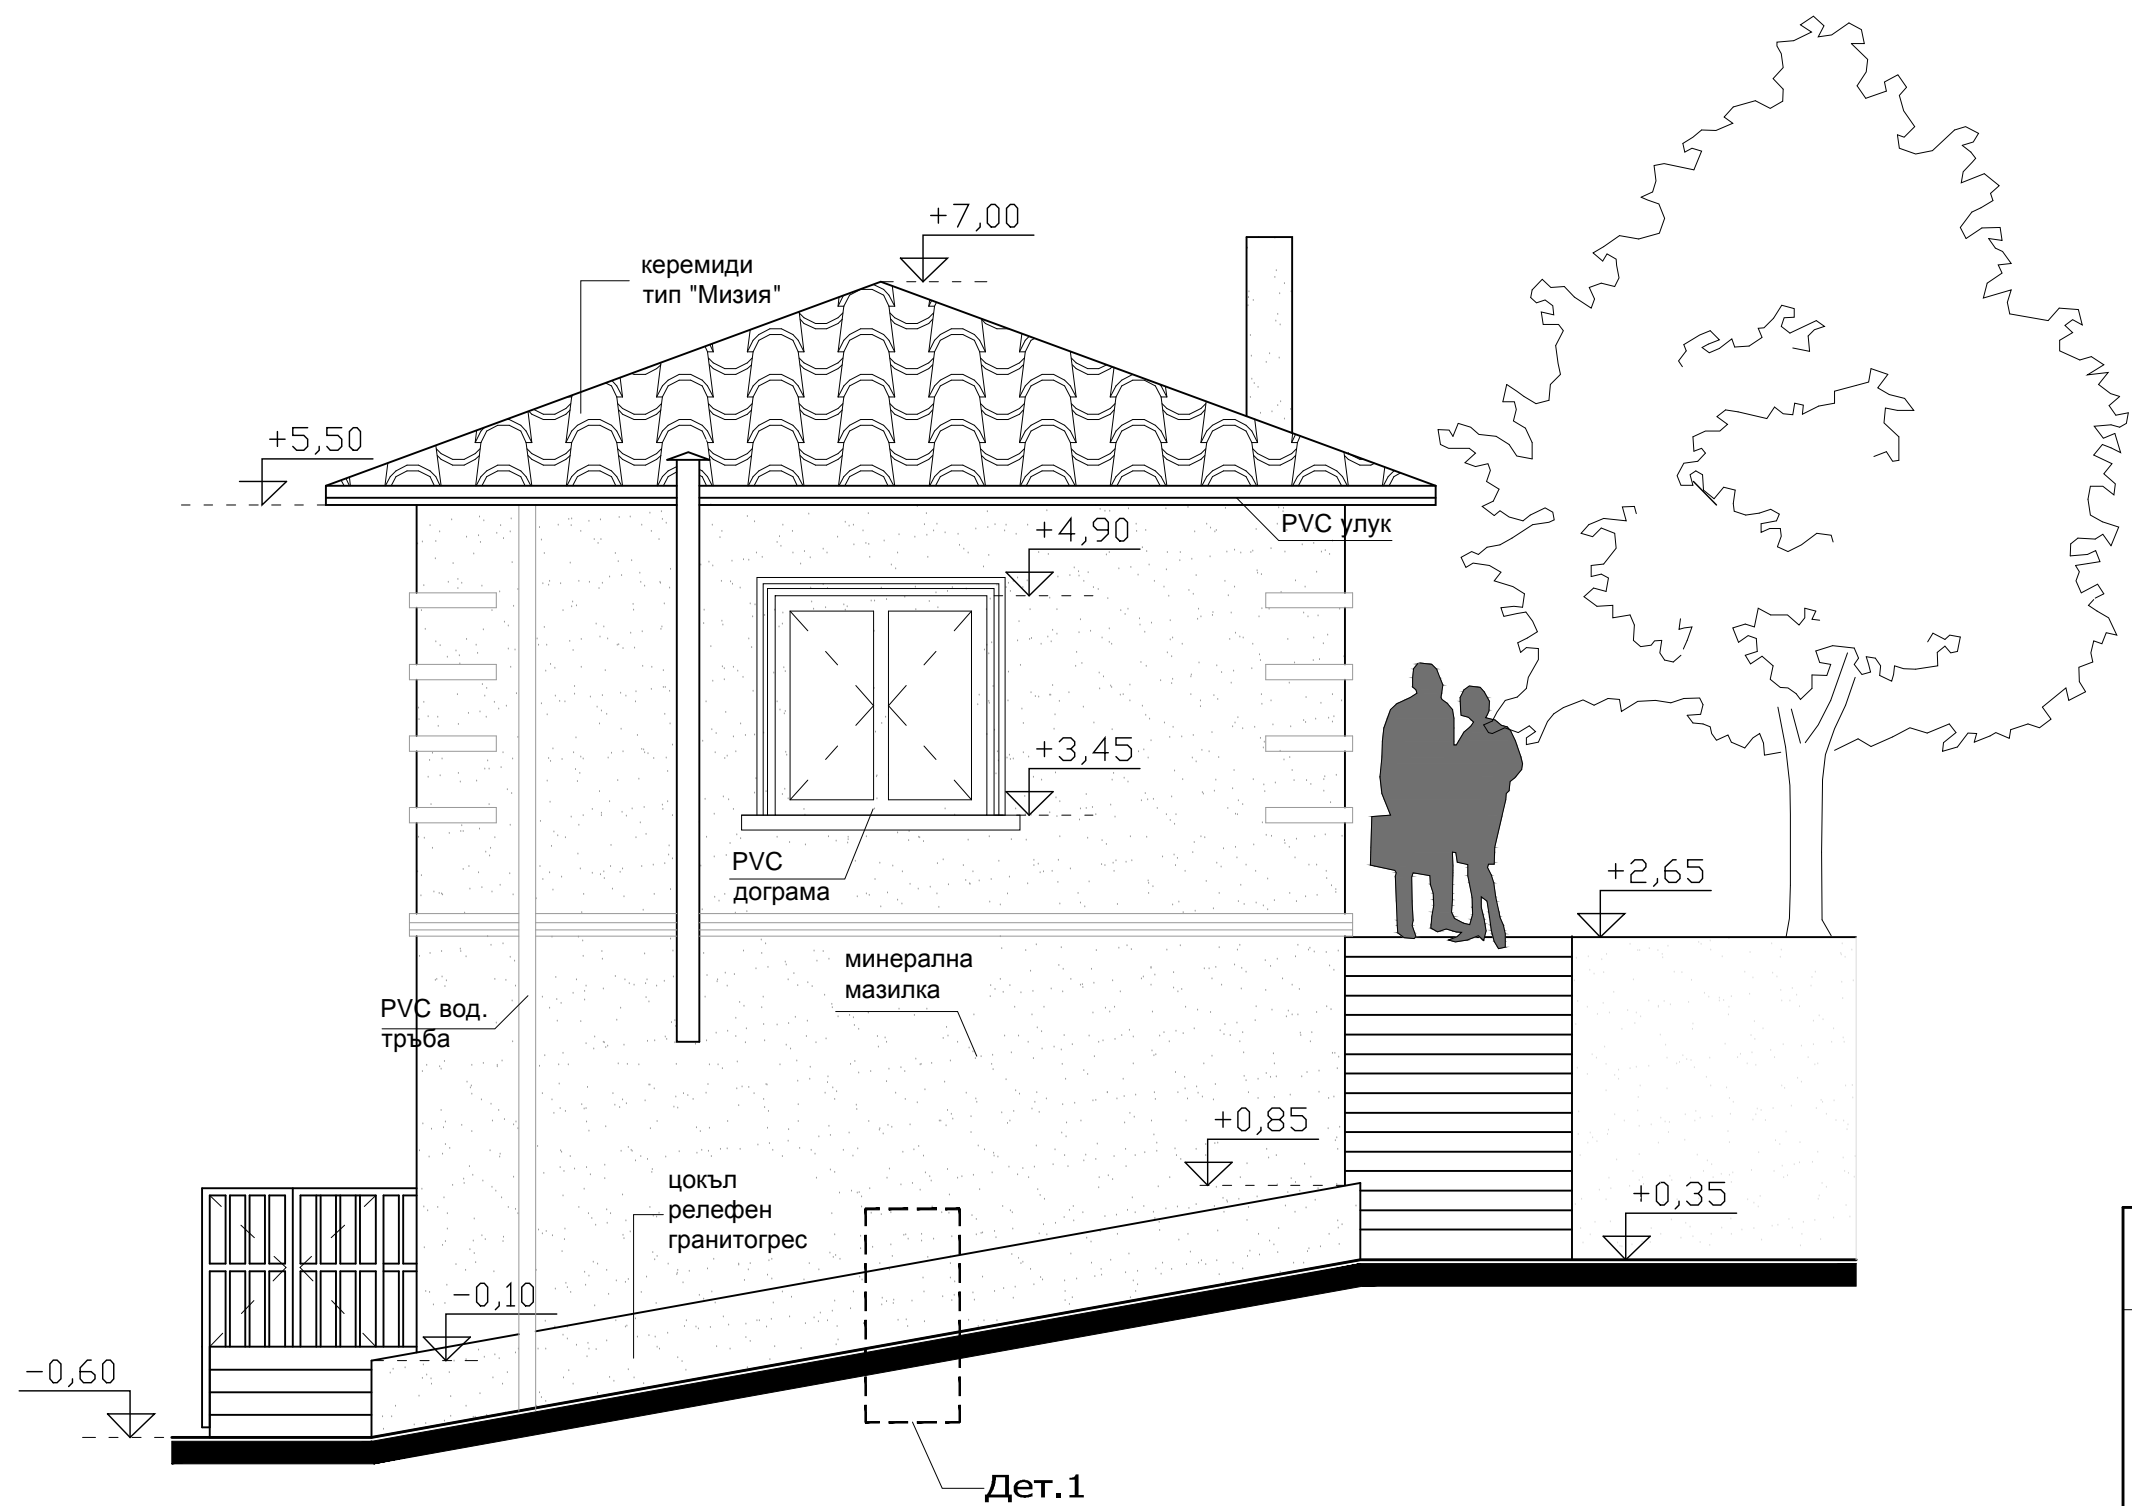 +7,00
керемиди
тип "Мизия"
+5,50
PVC улук
+4,90
+3,45
PVC
дограма
+2,65
минерална
мазилка
PVC вод.
тръба
+0,85
цокъл
релефен
гранитогрес
+0,35
-0,10
-0,60
Дет.1